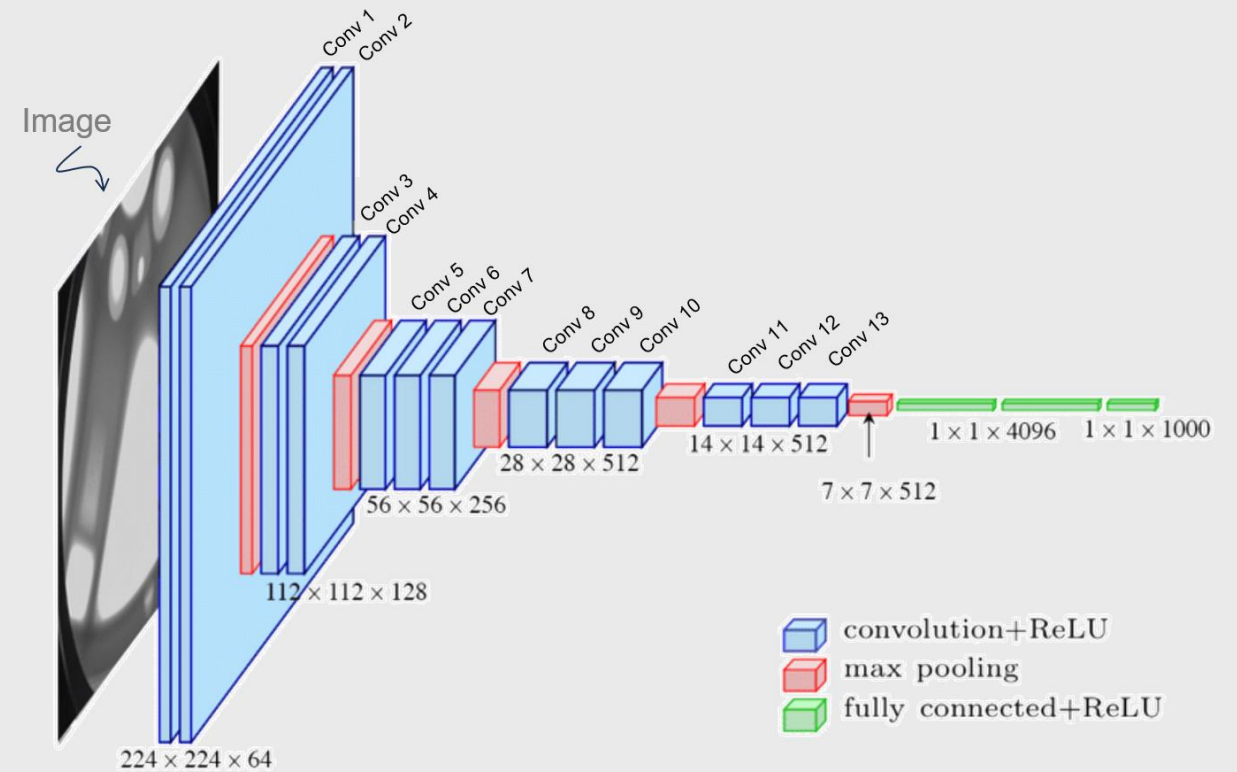 Image
Conv 1
Conv 2
Conv 3
Conv 4
Conv 5
Conv 6
Conv 7
Conv 8
Conv 9
Conv 10
Conv 11
Conv 12
Conv 13
224 × 224 × 64
112 × 112 × 128
56 × 56 × 256
28 × 28 × 512
14 × 14 × 512
7 × 7 × 512
1 × 1 × 4096
1 × 1 × 1000
convolution+ReLU
max pooling
fully connected+ReLU